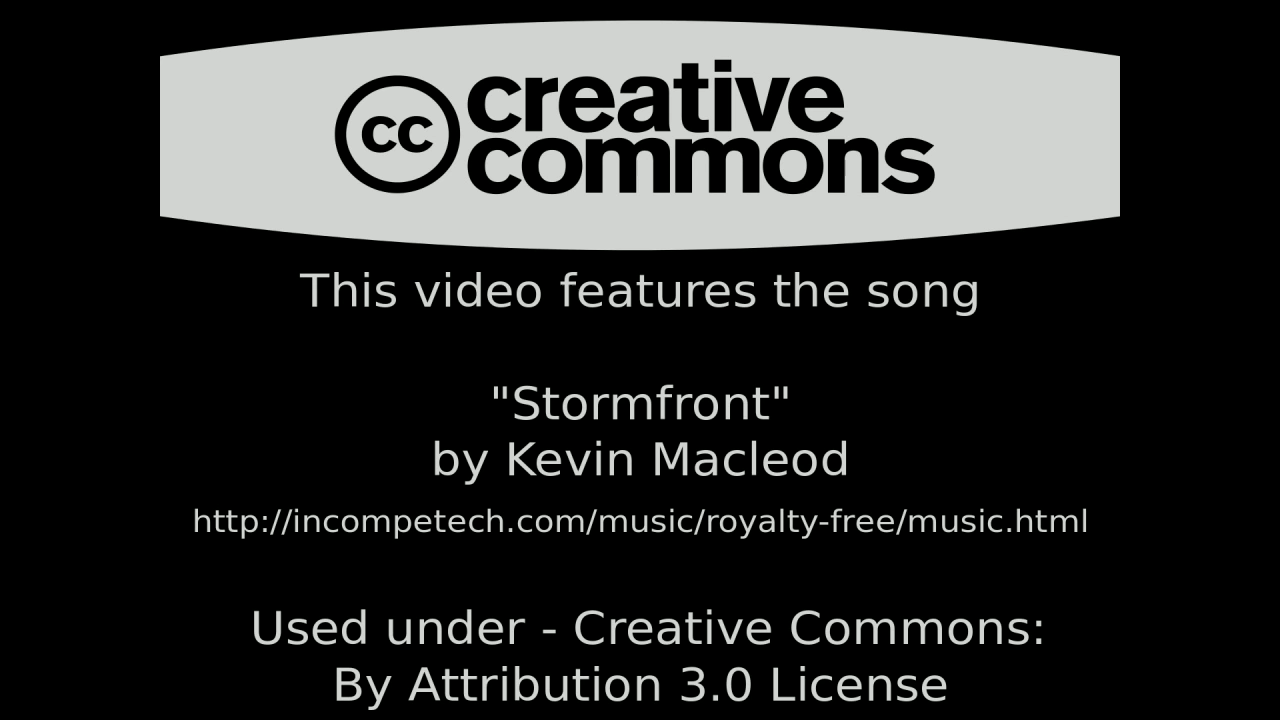 cc creative
commons
This video features the song
"Stormfront"
by Kevin Macleod
http://incompetech.com/music/royalty-free/music.html
Used under - Creative Commons:
By Attribution 3.0 License